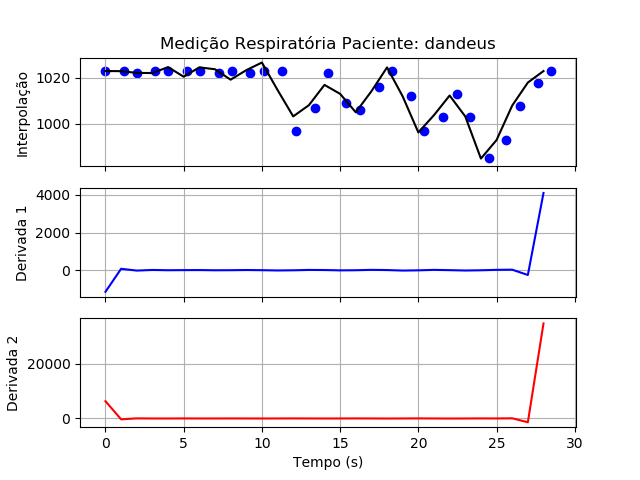 Medição Respiratória Paciente: dandeus
Interpolação
1020
1000
Derivada 1
4000
2000
0
Derivada 2
20000
0
0 5 10 15 20 25 30
Tempo (s)